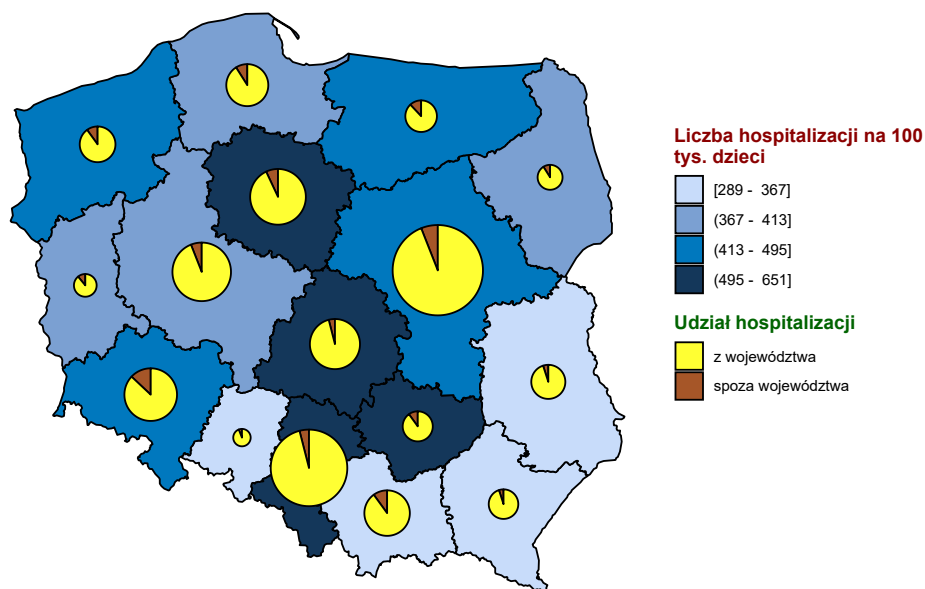 Liczba hospitalizacji na 100
tys. dzieci
[289 - 367]
(367 - 413]
(413 - 495]
(495 - 651]
Udział hospitalizacji
z województwa
spoza województwa